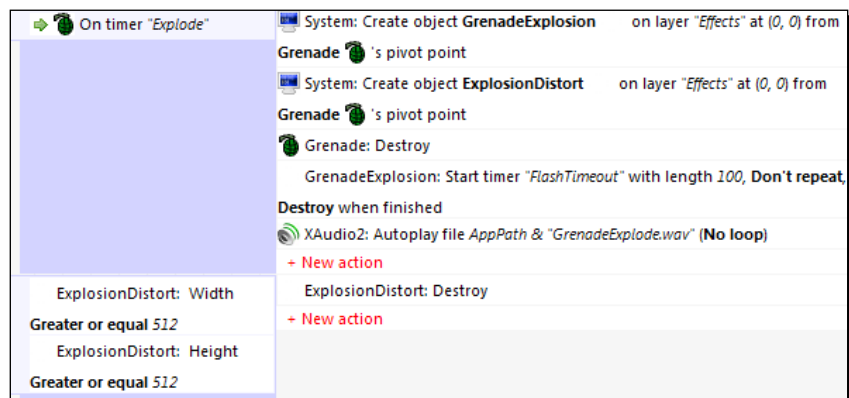 On timer "Explode"
System: Create object GrenadeExplosion on layer "Effects" at (0, 0) from
Grenade 's pivot point
System: Create object ExplosionDistort on layer "Effects" at (0, 0) from
Grenade 's pivot point
Grenade: Destroy
GrenadeExplosion: Start timer "FlashTimeout" with length 100, Don't repeat,
Destroy when finished
XAudio2: Autoplay file AppPath & "GrenadeExplode.wav" (No loop)
+ New action
ExplosionDistort: Width
Greater or equal 512
ExplosionDistort: Height
Greater or equal 512
ExplosionDistort: Destroy
+ New action